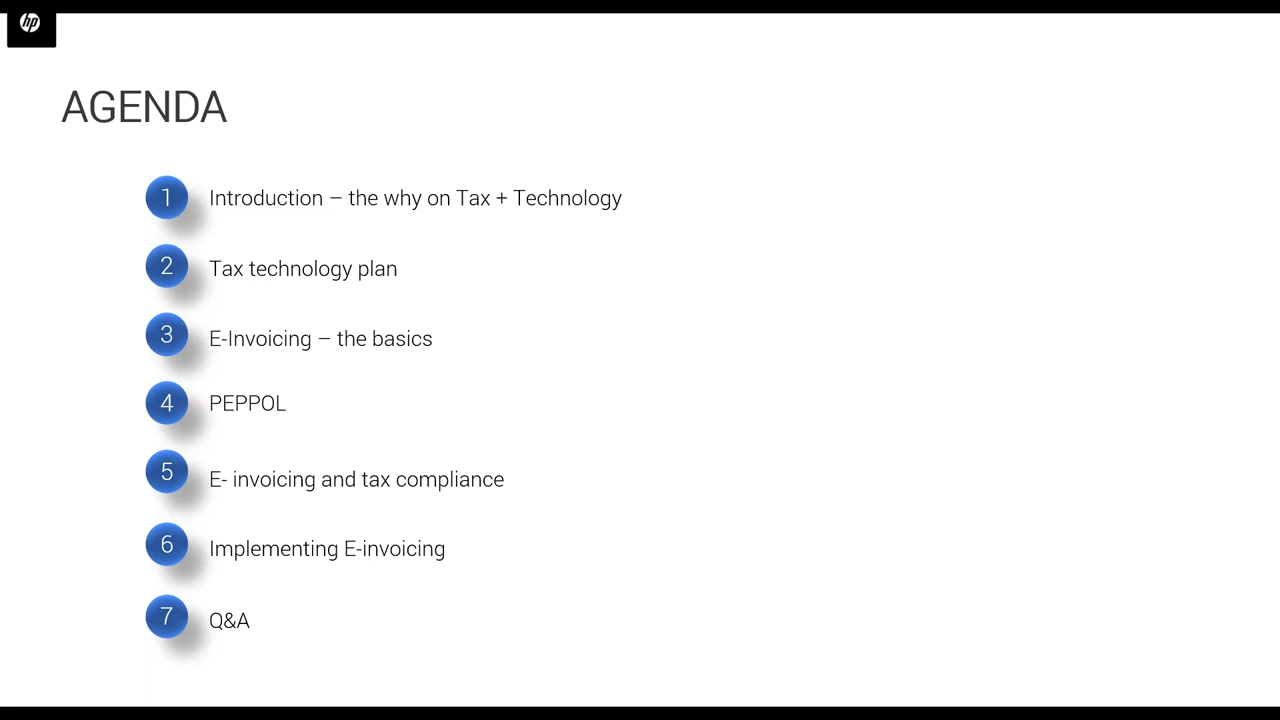 hp
AGENDA
1 Introduction – the why on Tax + Technology
2 Tax technology plan
3 E-Invoicing – the basics
4 PEPPOL
5 E- invoicing and tax compliance
6 Implementing E-invoicing
7 Q&A